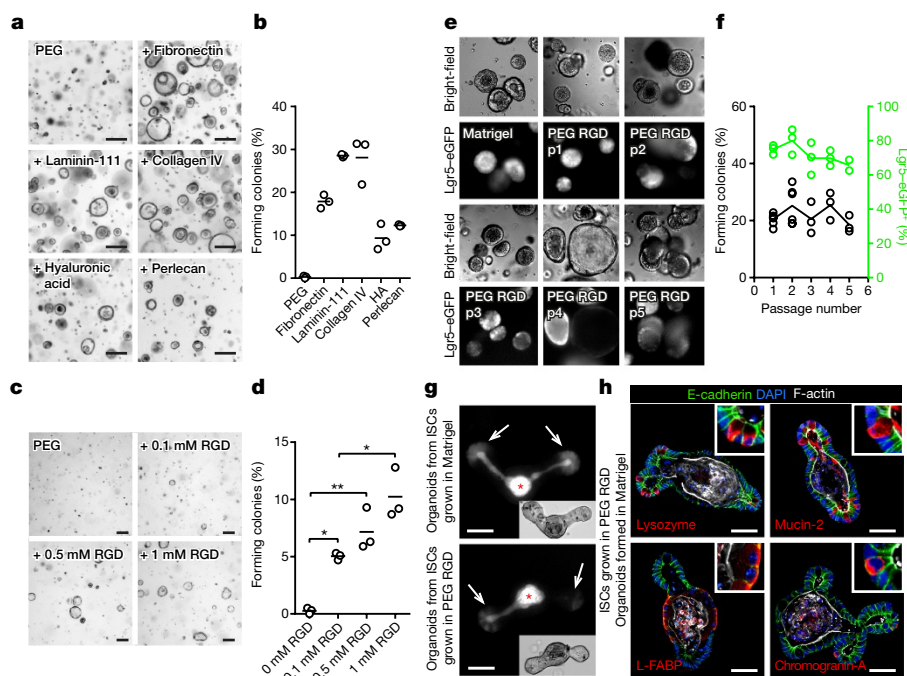 a
PEG
+ Fibronectin
+ Laminin-111
+ Collagen IV
+ Hyaluronic
acid
+ Perlecan
b
Forming colonies (%)
40
30
20
10
0
PEG
Fibronectin
Laminin-111
Collagen IV
HA
Perlecan
c
PEG
+ 0.1 mM RGD
+ 0.5 mM RGD
+ 1 mM RGD
d
Forming colonies (%)
15
10
5
0
*
**
*
0 mM RGD
0.1 mM RGD
0.5 mM RGD
1 mM RGD
e
Bright-field
Lgr5–eGFP
Matrigel
PEG RGD
p1
PEG RGD
p2
Bright-field
Lgr5–eGFP
PEG RGD
p3
PEG RGD
p4
PEG RGD
p5
f
Forming colonies (%)
60
40
20
0
0 1 2 3 4 5 6
Passage number
100
80
60
40
20
0
Lgr5–eGFP⁺ (%)
g
Organoids from ISCs
grown in Matrigel
*
Organoids from ISCs
grown in PEG RGD
*
h
ISCs grown in PEG RGD
Organoids formed in Matrigel
E-cadherin DAPI F-actin
Lysozyme
Mucin-2
L-FABP
Chromogranin-A